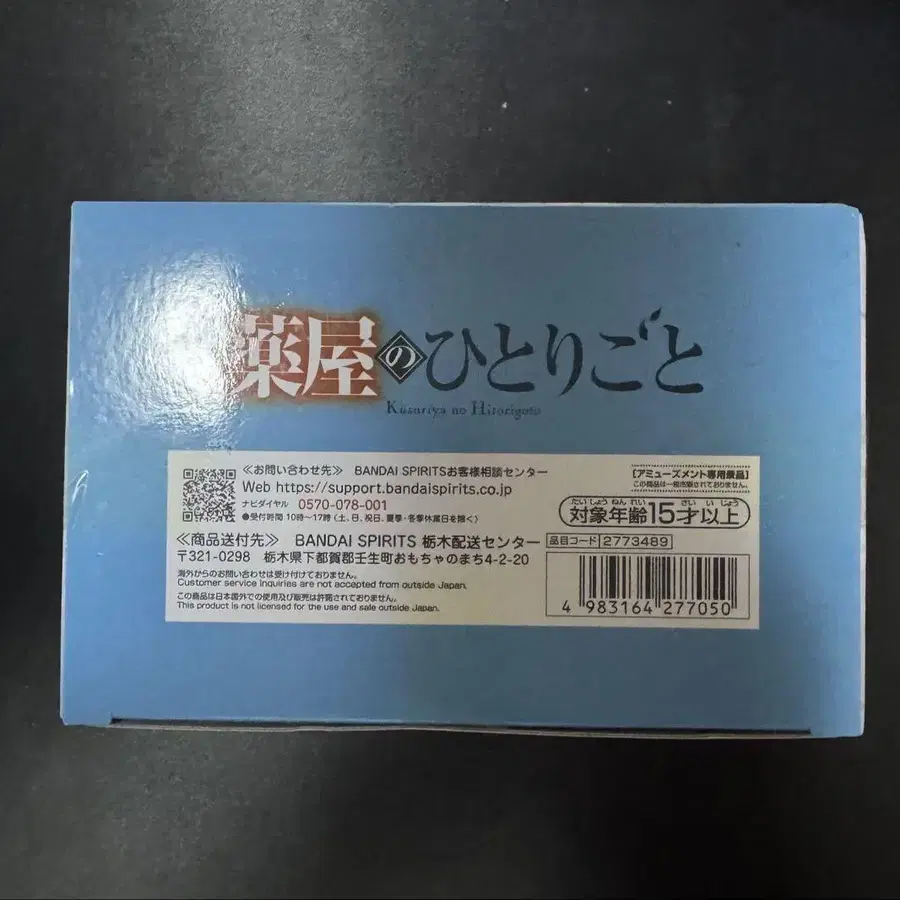 薬屋のひとりごと
Kusuriya no Hitorigoto
≪お問い合わせ先≫ BANDAI SPIRITSお客様相談センター
Web https://support.bandaispirits.co.jp
ナビダイヤル 0570-078-001
●受付時間 10時〜17時(土、日、祝日、夏季・冬季休業日を除く)
≪商品送付先≫ BANDAI SPIRITS 栃木配送センター
〒321-0298 栃木県下都賀郡壬生町おもちゃのまち4-2-20
海外からのお問い合わせは受け付けておりません。
Customer service inquiries are not accepted from outside Japan.
この商品は日本国外での使用及び販売は許諾されておりません。
This product is not licensed for the use and sale outside Japan.
[アミューズメント専用景品]
この商品は一般市販されておりません。
たいしょうねんれい さいいじょう
対象年齢15才以上
品目コード 2773489
4 983164 277050